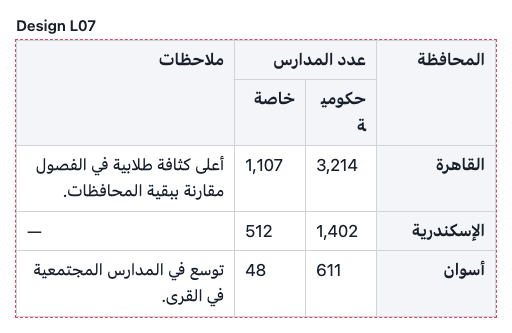 Design L07
المحافظة
عدد المدارس
ملاحظات
حكومي
ة
خاصة
القاهرة
3,214
1,107
أعلى كثافة طلابية في الفصول
مقارنة ببقية المحافظات.
الإسكندرية
1,402
512
—
أسوان
611
48
توسع في المدارس المجتمعية
في القرى.